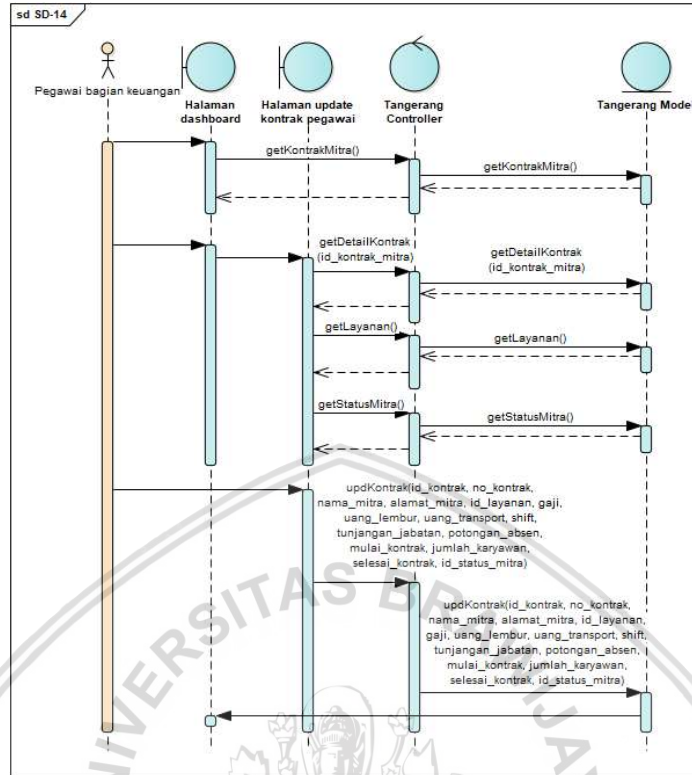 sd SD-14
Pegawai bagian keuangan
Halaman
dashboard
Halaman update
kontrak pegawai
Tangerang
Controller
Tangerang Model
getKontrakMitra()
getKontrakMitra()
getDetailKontrak
(id_kontrak_mitra)
getDetailKontrak
(id_kontrak_mitra)
getLayanan()
getLayanan()
getStatusMitra()
getStatusMitra()
updKontrak(id_kontrak, no_kontrak,
nama_mitra, alamat_mitra, id_layanan, gaji,
uang_lembur, uang_transport, shift,
tunjangan_jabatan, potongan_absen,
mulai_kontrak, jumlah_karyawan,
selesai_kontrak, id_status_mitra)
updKontrak(id_kontrak, no_kontrak,
nama_mitra, alamat_mitra, id_layanan,
gaji, uang_lembur, uang_transport, shift,
tunjangan_jabatan, potongan_absen,
mulai_kontrak, jumlah_karyawan,
selesai_kontrak, id_status_mitra)
UNIVERSITAS BRAWIJA